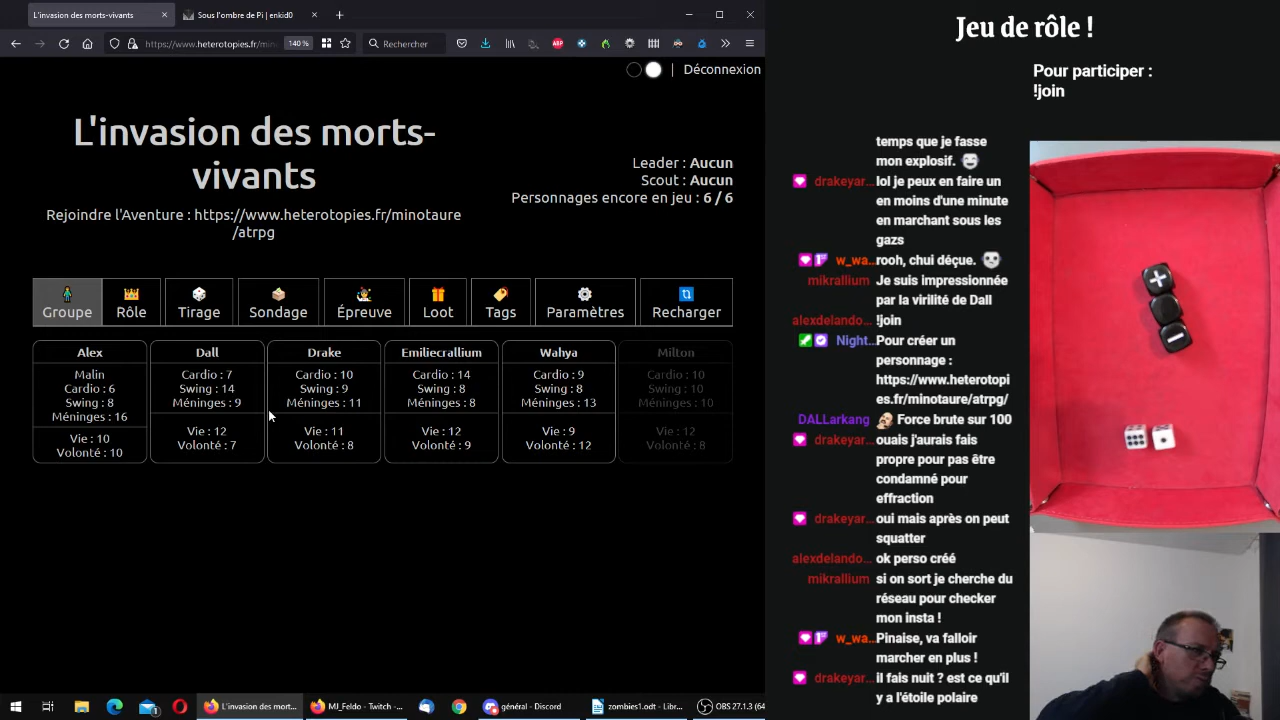 L'invasion des morts-vivants
Sous l'ombre de Pi | enkid0
https://www.heterotopies.fr/mino
140 %
Rechercher
ABP
Déconnexion
L'invasion des morts-
vivants
Rejoindre l'Aventure : https://www.heterotopies.fr/minotaure
/atrpg
Leader : Aucun
Scout : Aucun
Personnages encore en jeu : 6 / 6
Groupe
Rôle
Tirage
Sondage
Épreuve
Loot
Tags
Paramètres
Recharger
Alex
Malin
Cardio : 6
Swing : 8
Méninges : 16
Vie : 10
Volonté : 10
Dall
Cardio : 7
Swing : 14
Méninges : 9
Vie : 12
Volonté : 7
Drake
Cardio : 10
Swing : 9
Méninges : 11
Vie : 11
Volonté : 8
Emiliecrallium
Cardio : 14
Swing : 8
Méninges : 8
Vie : 12
Volonté : 9
Wahya
Cardio : 9
Swing : 8
Méninges : 13
Vie : 9
Volonté : 12
Milton
Cardio : 10
Swing : 10
Méninges : 10
Vie : 12
Volonté : 8
L'invasion des mort...
MJ_Feldo - Twitch -...
général - Discord
zombies1.odt - Libr...
OBS 27.1.3 (64
Jeu de rôle !
Pour participer :
!join
temps que je fasse
mon explosif.
drakeyar... lol je peux en faire un
en moins d'une minute
en marchant sous les
gazs
w_wa... rooh, chui déçue.
mikrallium Je suis impressionnée
par la virilité de Dall
alexdelando... !join
Night... Pour créer un
personnage :
https://www.heterotopi
es.fr/minotaure/atrpg/
DALLarkang Force brute sur 100
drakeyar... ouais j'aurais fais
propre pour pas être
condamné pour
effraction
drakeyar... oui mais après on peut
squatter
alexdelando... ok perso créé
mikrallium si on sort je cherche du
réseau pour checker
mon insta !
w_wa... Pinaise, va falloir
marcher en plus !
drakeyar... il fais nuit ? est ce qu'il
y a l'étoile polaire